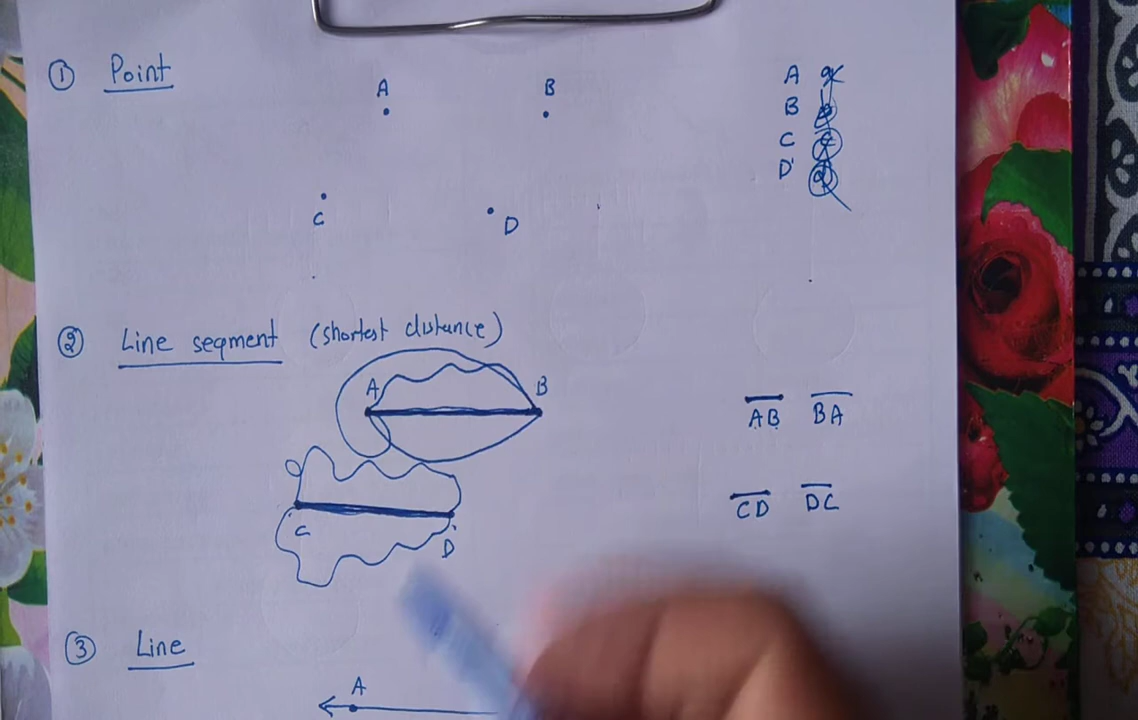 ① Point
A B
C D
A
B
C
D
② Line segment (shortest distance)
A B
C D
AB BA
CD DC
③ Line
A